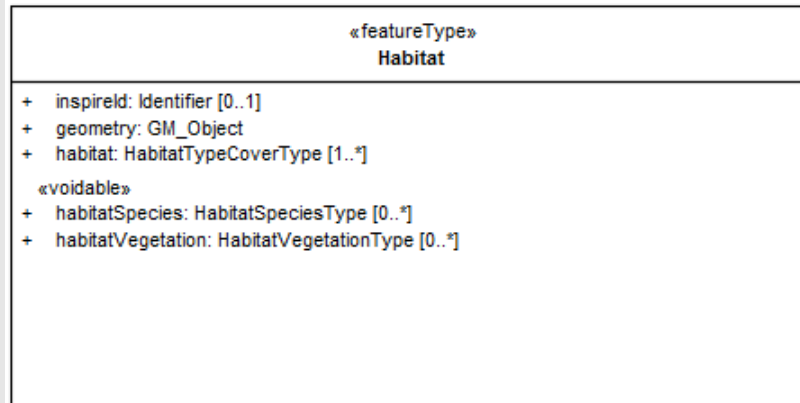 «featureType»
Habitat
+ inspireId: Identifier [0..1]
+ geometry: GM_Object
+ habitat: HabitatTypeCoverType [1..*]
«voidable»
+ habitatSpecies: HabitatSpeciesType [0..*]
+ habitatVegetation: HabitatVegetationType [0..*]